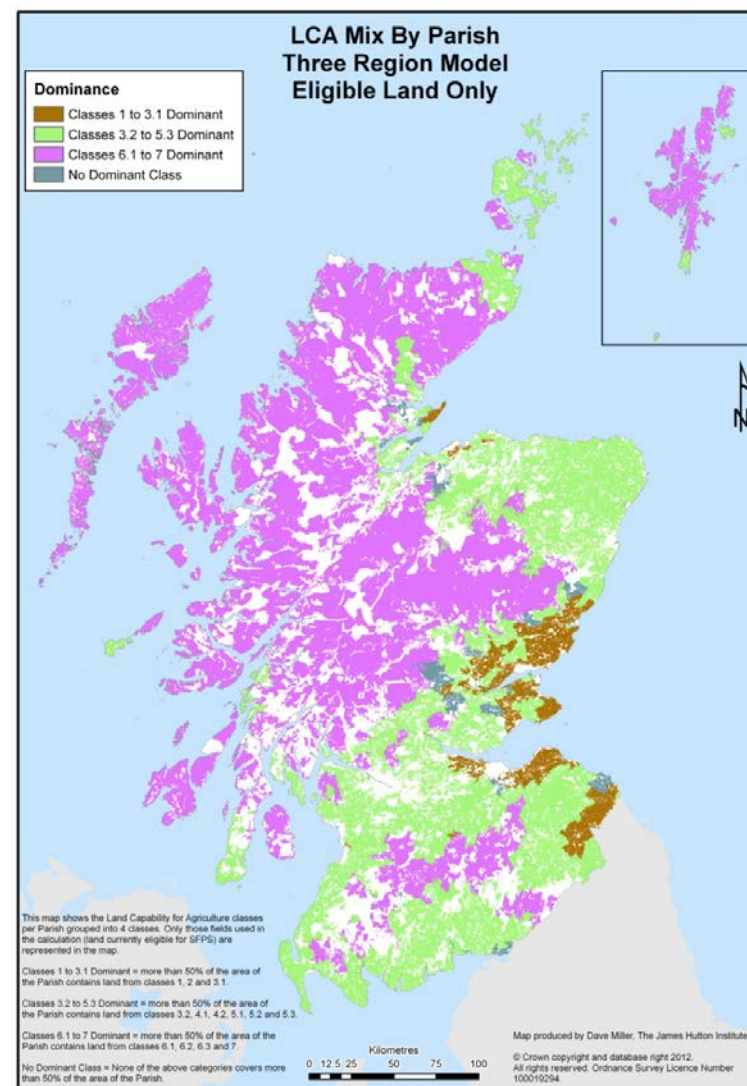 LCA Mix By Parish
Three Region Model
Eligible Land Only
Dominance
Classes 1 to 3.1 Dominant
Classes 3.2 to 5.3 Dominant
Classes 6.1 to 7 Dominant
No Dominant Class
N
This map shows the Land Capability for Agriculture classes
per Parish grouped into 4 classes. Only those fields used in
the calculation (land currently eligible for SFPS) are
represented in the map.
Classes 1 to 3.1 Dominant = more than 50% of the area of
the Parish contains land from classes 1, 2 and 3.1.
Classes 3.2 to 5.3 Dominant = more than 50% of the area of
the Parish contains land from classes 3.2, 4.1, 4.2, 5.1, 5.2 and 5.3.
Classes 6.1 to 7 Dominant = more than 50% of the area of the
Parish contains land from classes 6.1, 6.2, 6.3 and 7.
No Dominant Class = None of the above categories covers more
than 50% of the area of the Parish.
Kilometres
0 12.5 25 50 75 100
Map produced by Dave Miller, The James Hutton Institute
© Crown copyright and database right 2012.
All rights reserved. Ordnance Survey Licence Number
100019294.